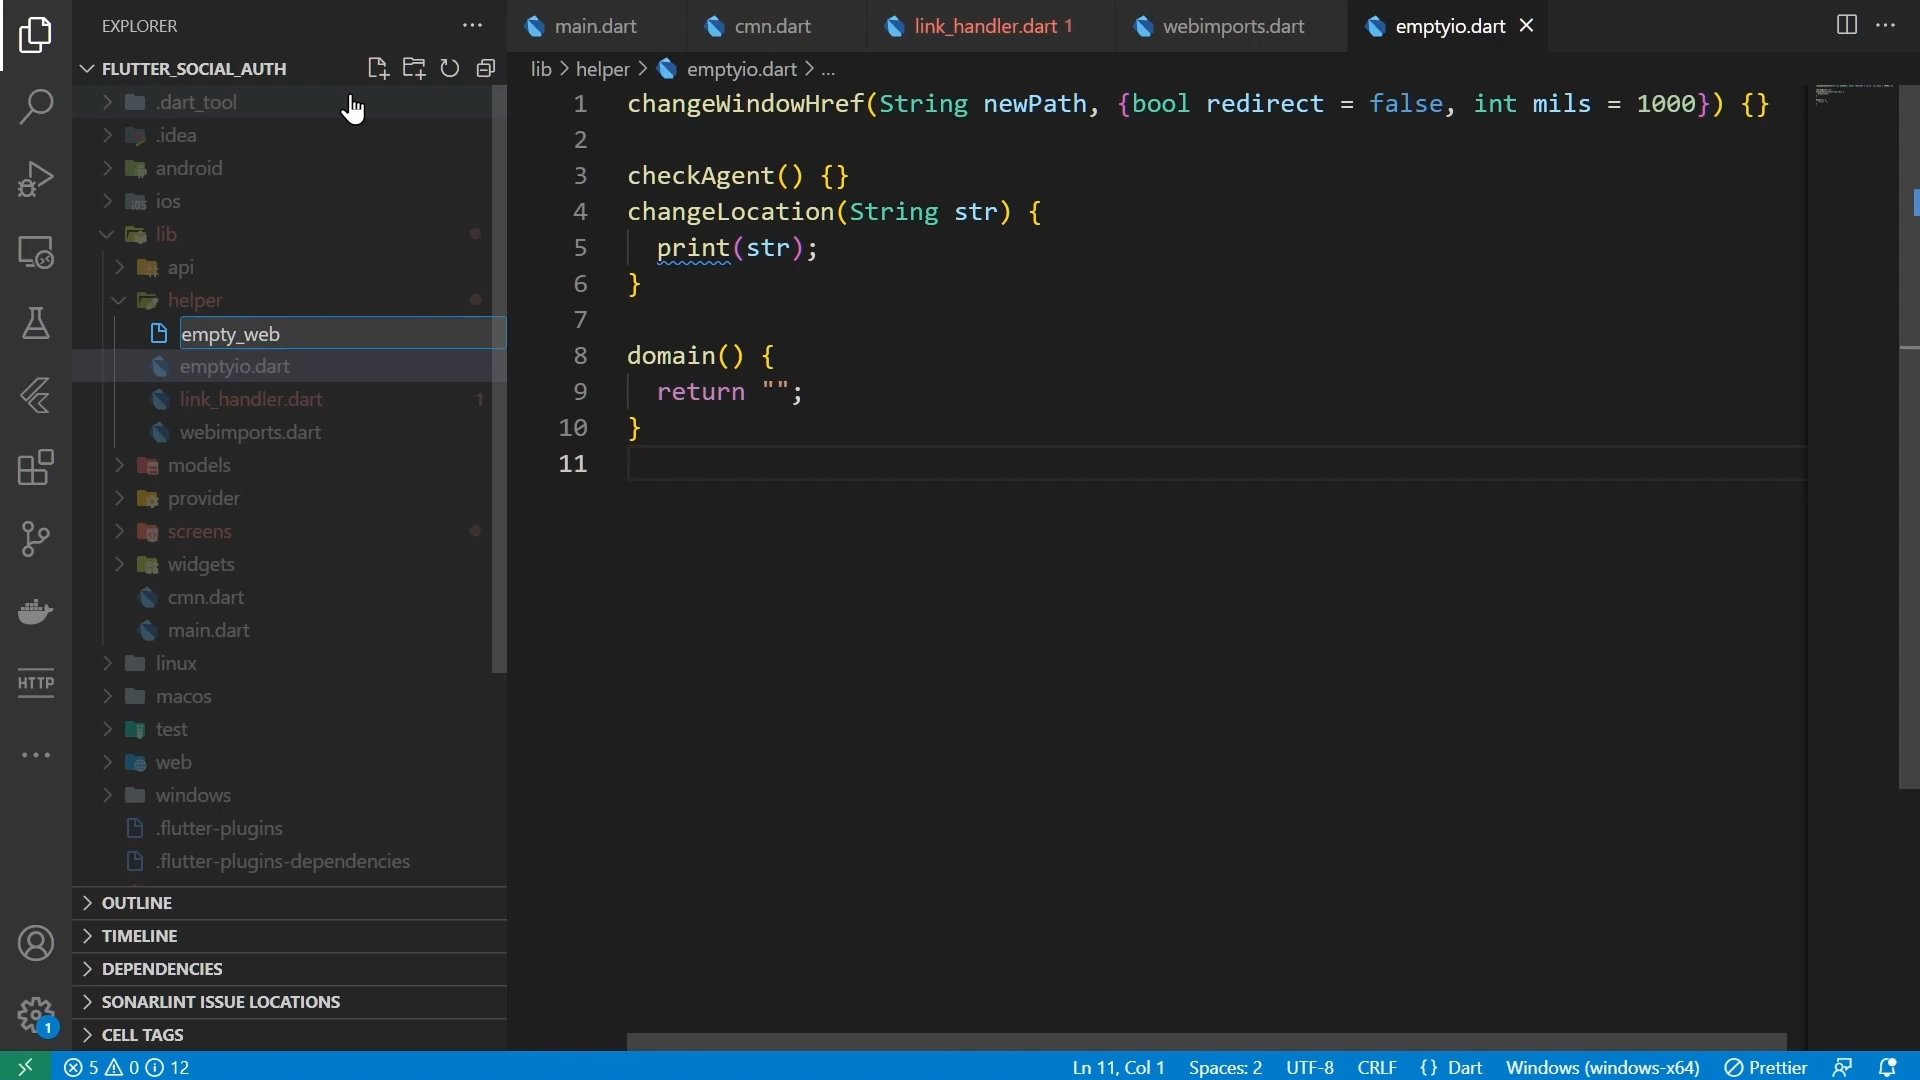 EXPLORER
FLUTTER_SOCIAL_AUTH
.dart_tool
.idea
android
ios
lib
api
helper
empty_web
emptyio.dart
link_handler.dart 1
webimports.dart
models
provider
screens
widgets
cmn.dart
main.dart
linux
macos
test
web
windows
.flutter-plugins
.flutter-plugins-dependencies
OUTLINE
TIMELINE
DEPENDENCIES
SONARLINT ISSUE LOCATIONS
CELL TAGS
HTTP
1
main.dart cmn.dart link_handler.dart 1 webimports.dart emptyio.dart
lib > helper > emptyio.dart > ...
1 changeWindowHref(String newPath, {bool redirect = false, int mils = 1000}) {}
2
3 checkAgent() {}
4 changeLocation(String str) {
5 print(str);
6 }
7
8 domain() {
9 return "";
10 }
11
5 0 12 Ln 11, Col 1 Spaces: 2 UTF-8 CRLF {} Dart Windows (windows-x64) Prettier